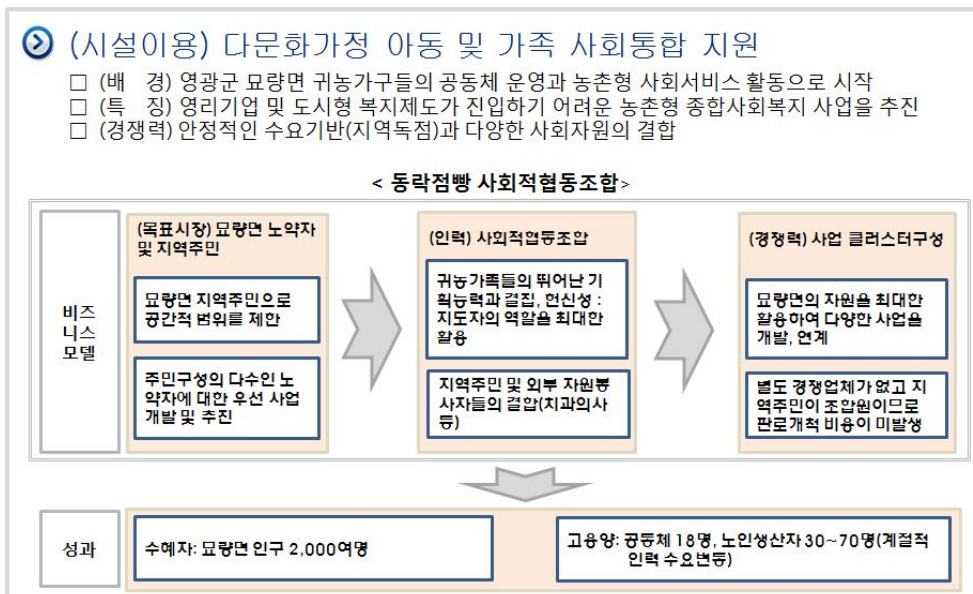 (시설이용) 다문화가정 아동 및 가족 사회통합 지원
□ (배 경) 영광군 묘량면 귀농가구들의 공동체 운영과 농촌형 사회서비스 활동으로 시작
□ (특 징) 영리기업 및 도시형 복지제도가 진입하기 어려운 농촌형 종합사회복지 사업을 추진
□ (경쟁력) 안정적인 수요기반(지역독점)과 다양한 사회자원의 결합
< 동락점빵 사회적협동조합>
비즈
니스
모델
(목표시장) 묘량면 노약자
및 지역주민
묘량면 지역주민으로
공간적 범위를 제한
주민구성의 다수인 노
약자에 대한 우선 사업
개발 및 추진
(인력) 사회적협동조합
귀농가족들의 뛰어난 기
획능력과 결집, 헌신성 :
지도자의 역할을 최대한
활용
지역주민 및 외부 자원봉
사자들의 결합(치과의사
등)
(경쟁력) 사업 클러스터구성
묘량면의 자원을 최대한
활용하여 다양한 사업을
개발, 연계
별도 경쟁업체가 없고 지
역주민이 조합원이므로
판로개척 비용이 미발생
성과
수혜자: 묘량면 인구 2,000여명
고용양: 공동체 18명, 노인생산자 30~70명(계절적
인력 수요변동)